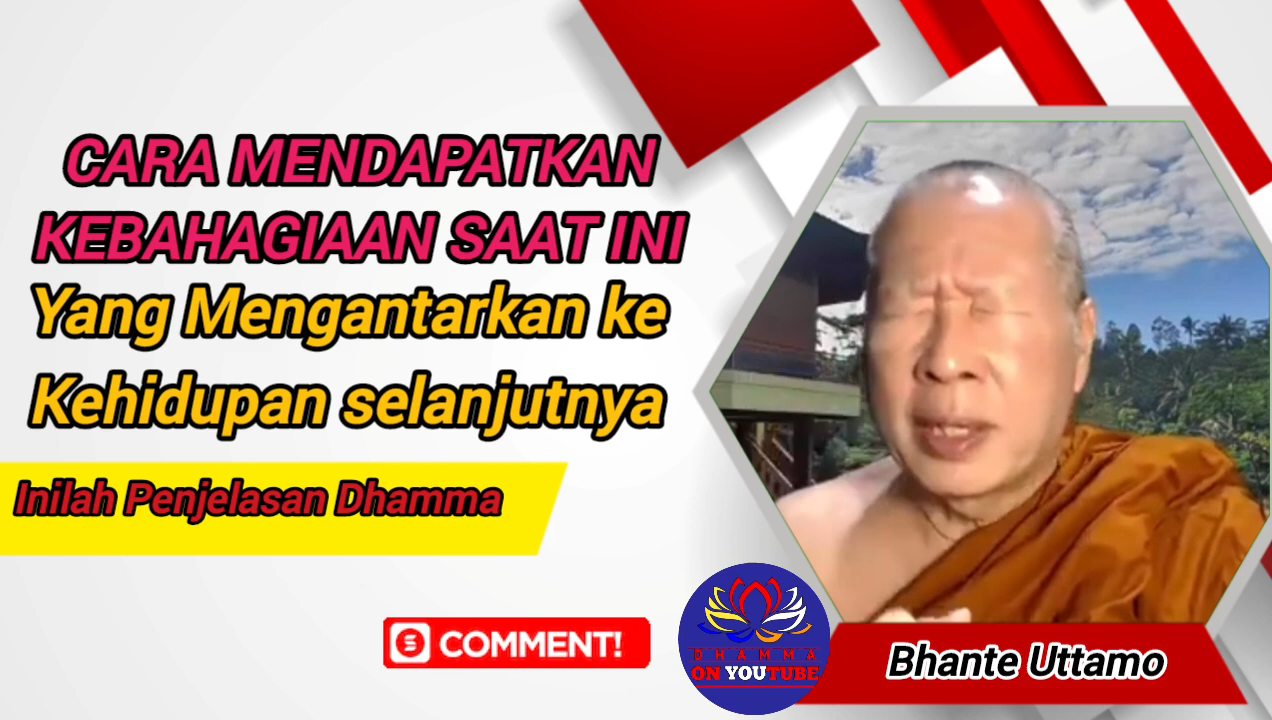 CARA MENDAPATKAN
KEBAHAGIAAN SAAT INI
Yang Mengantarkan ke
Kehidupan selanjutnya
Inilah Penjelasan Dhamma
COMMENT!
DHAMMA
ON YOUTUBE
Bhante Uttamo